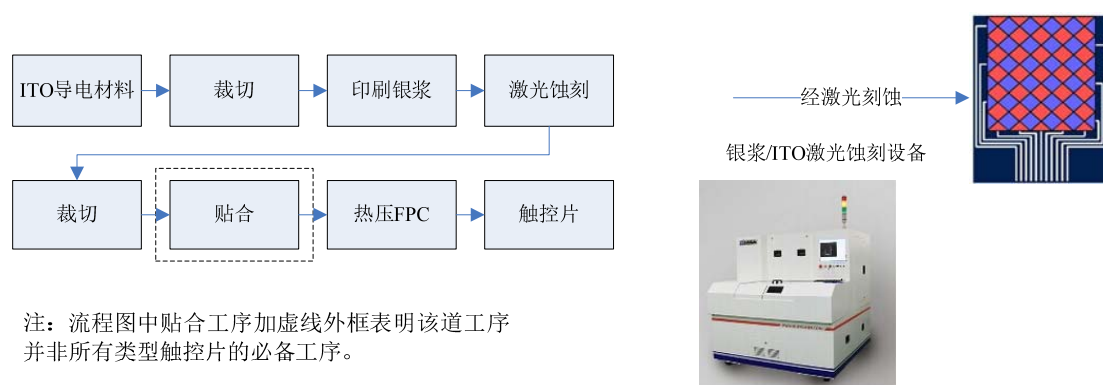 ITO导电材料
裁切
印刷银浆
激光蚀刻
裁切
贴合
热压FPC
触控片
注：流程图中贴合工序加虚线外框表明该道工序
并非所有类型触控片的必备工序。
经激光刻蚀
银浆/ITO激光蚀刻设备